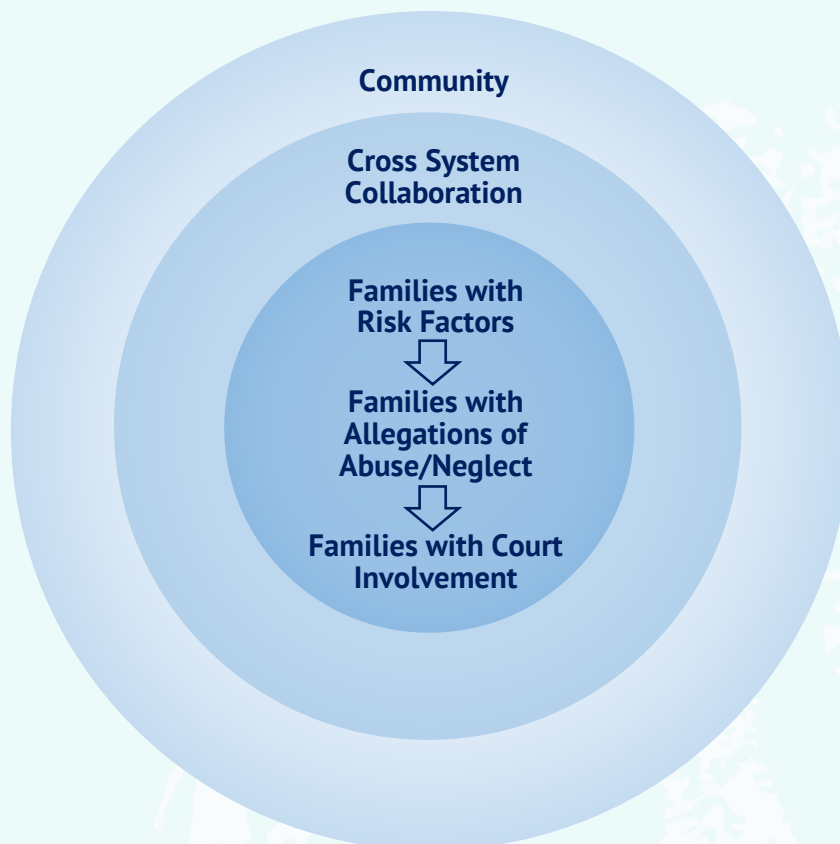 Community
Cross System
Collaboration
Families with
Risk Factors
Families with
Allegations of
Abuse/Neglect
Families with Court
Involvement